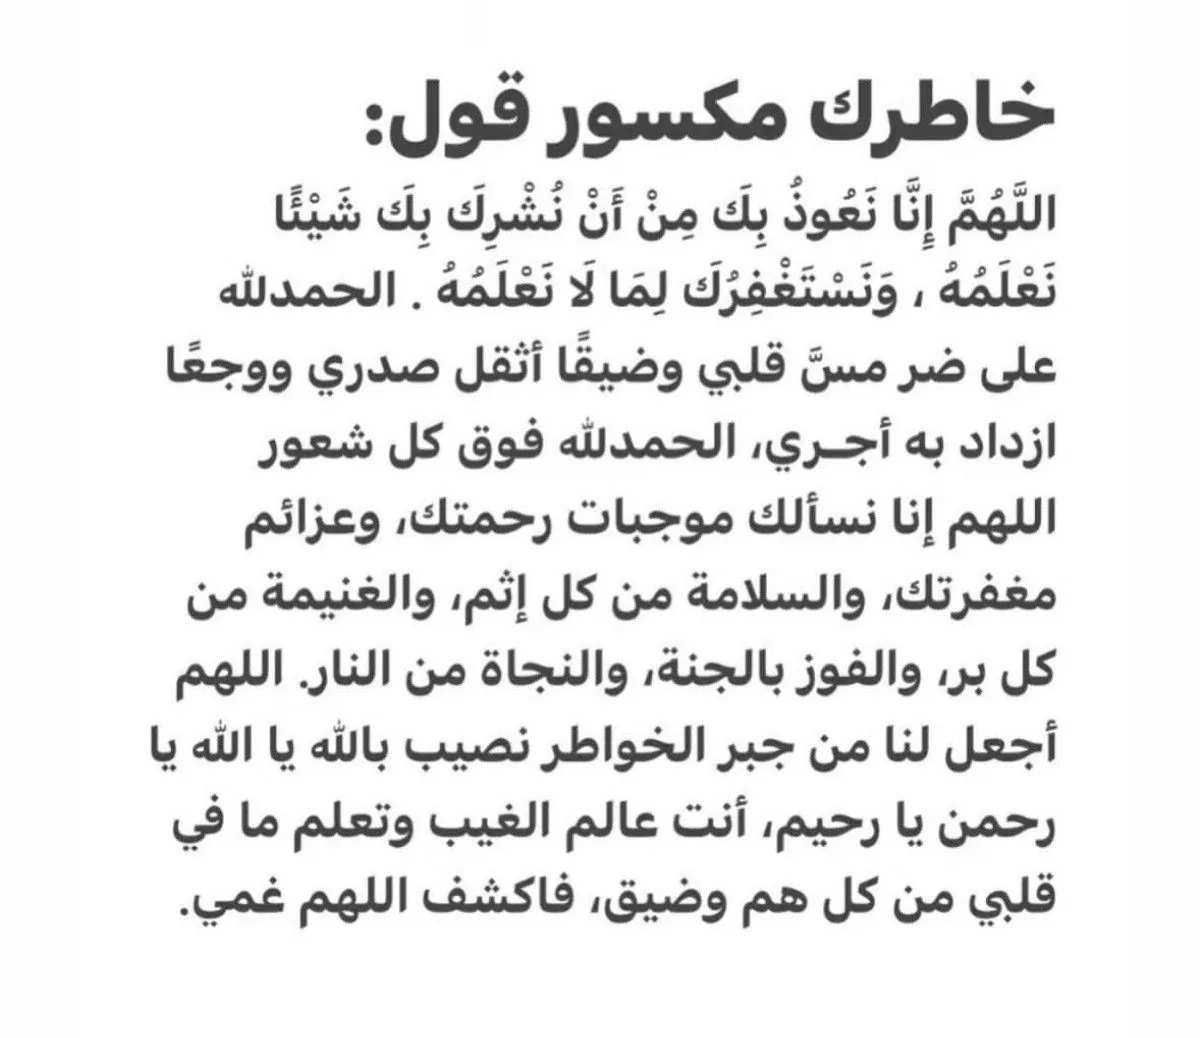 خاطرك مكسور قول:
اللَّهُمَّ إِنَّا نَعُوذُ بِكَ مِنْ أَنْ نُشْرِكَ بِكَ شَيْئًا
نَعْلَمُهُ ، وَنَسْتَغْفِرُكَ لِمَا لَا نَعْلَمُهُ . الحمدلله
على ضر مسَّ قلبي وضيقًا أثقل صدري ووجعًا
ازداد به أجــري، الحمدلله فوق كل شعور
اللهم إنا نسألك موجبات رحمتك، وعزائم
مغفرتك، والسلامة من كل إثم، والغنيمة من
كل بر، والفوز بالجنة، والنجاة من النار. اللهم
أجعل لنا من جبر الخواطر نصيب بالله يا الله يا
رحمن يا رحيم، أنت عالم الغيب وتعلم ما في
قلبي من كل هم وضيق، فاكشف اللهم غمي.